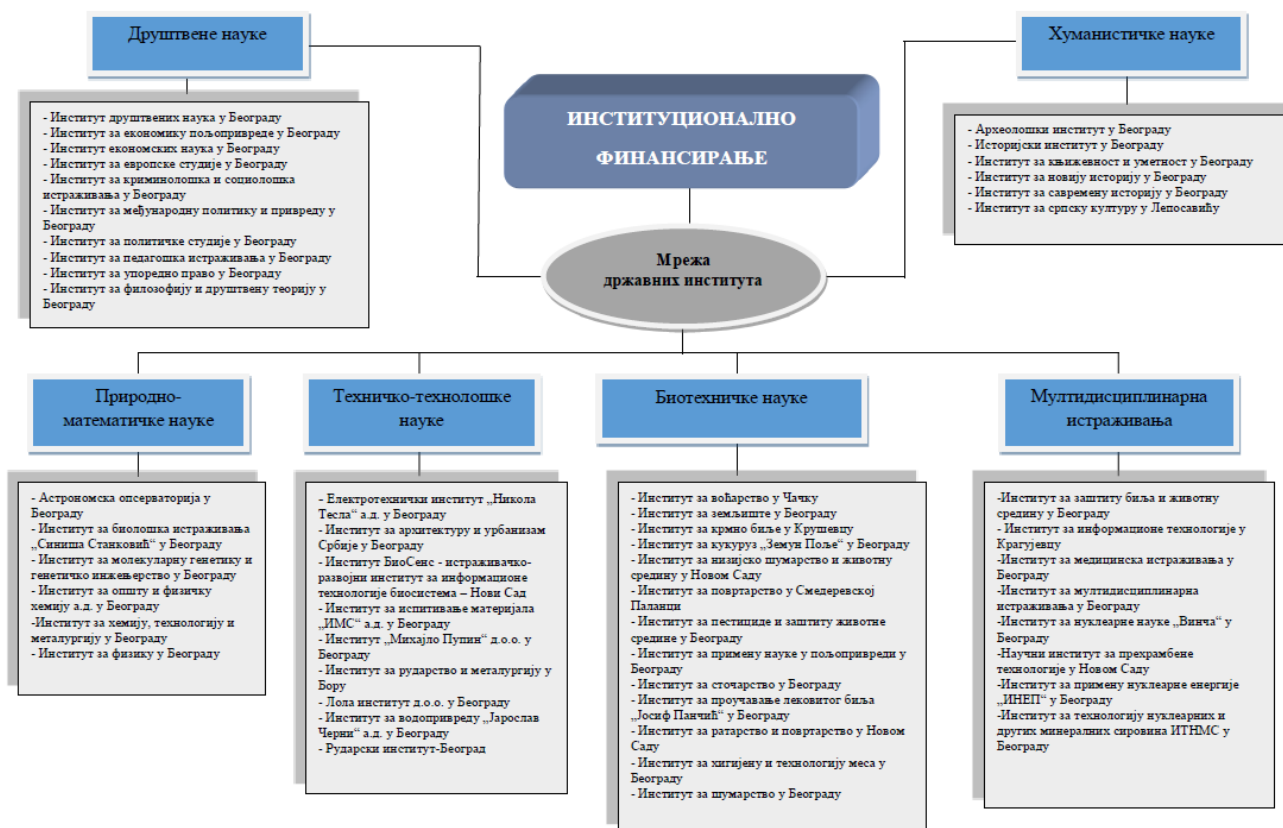 Друштвене науке
- Институт друштвених наука у Београду
- Институт за економику пољопривреде у Београду
- Институт економских наука у Београду
- Институт за европске студије у Београду
- Институт за криминолошка и социолошка
истраживања у Београду
- Институт за међународну политику и привреду у
Београду
- Институт за политичке студије у Београду
- Институт за педагошка истраживања у Београду
- Институт за упоредно право у Београду
- Институт за филозофију и друштвену теорију у
Београду
ИНСТИТУЦИОНАЛНО
ФИНАНСИРАЊЕ
Мрежа
државних института
Хуманистичке науке
- Археолошки институт у Београду
- Историјски институт у Београду
- Институт за књижевност и уметност у Београду
- Институт за новију историју у Београду
- Институт за савремену историју у Београду
- Институт за српску културу у Лепосавићу
Природно-
математичке науке
- Астрономска опсерваторија у
Београду
- Институт за биолошка истраживања
„Синиша Станковић“ у Београду
- Институт за молекуларну генетику и
генетичко инжењерство у Београду
- Институт за општу и физичку
хемију а.д. у Београду
-Институт за хемију, технологију и
металургију у Београду
- Институт за физику у Београду
Техничко-технолошке
науке
- Електротехнички институт „Никола
Тесла“ а.д. у Београду
- Институт за архитектуру и урбанизам
Србије у Београду
- Институт БиоСенс - истраживачко-
развојни институт за информационе
технологије биосистема – Нови Сад
- Институт за испитивање материјала
„ИМС“ а.д. у Београду
- Институт „Михајло Пупин“ д.о.о. у
Београду
- Институт за рударство и металургију у
Бору
- Лола институт д.о.о. у Београду
- Институт за водопривреду „Јарослав
Черни“ а.д. у Београду
- Рударски институт-Београд
Биотехничке науке
- Институт за воћарство у Чачку
- Институт за земљиште у Београду
- Институт за крмно биље у Крушевцу
- Институт за кукуруз „Земун Поље“ у Београду
- Институт за низијско шумарство и животну
средину у Новом Саду
- Институт за повртарство у Смедеревској
Паланци
- Институт за пестициде и заштиту животне
средине у Београду
- Институт за примену науке у пољопривреди у
Београду
- Институт за сточарство у Београду
- Институт за проучавање лековитог биља
„Јосиф Панчић“ у Београду
- Институт за ратарство и повртарство у Новом
Саду
- Институт за хигијену и технологију меса у
Београду
- Институт за шумарство у Београду
Мултидисциплинарна
истраживања
-Институт за заштиту биља и животну
средину у Београду
- Институт за информационе технологије у
Крагујевцу
-Институт за медицинска истраживања у
Београду
-Институт за мултидисциплинарна
истраживања у Београду
-Институт за нуклеарне науке „Винча“ у
Београду
-Научни институт за прехрамбене
технологије у Новом Саду
-Институт за примену нуклеарне енергије
„ИНЕП“ у Београду
-Институт за технологију нуклеарних и
других минералних сировина ИТНМС у
Београду